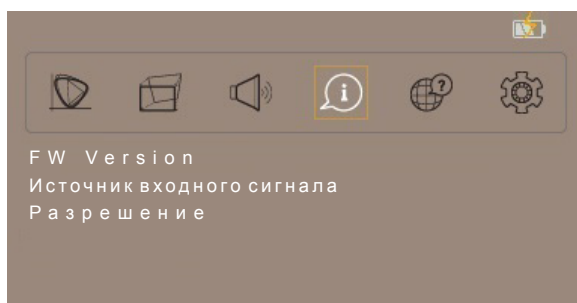 FW Version
Источник входного сигнала
Разрешение